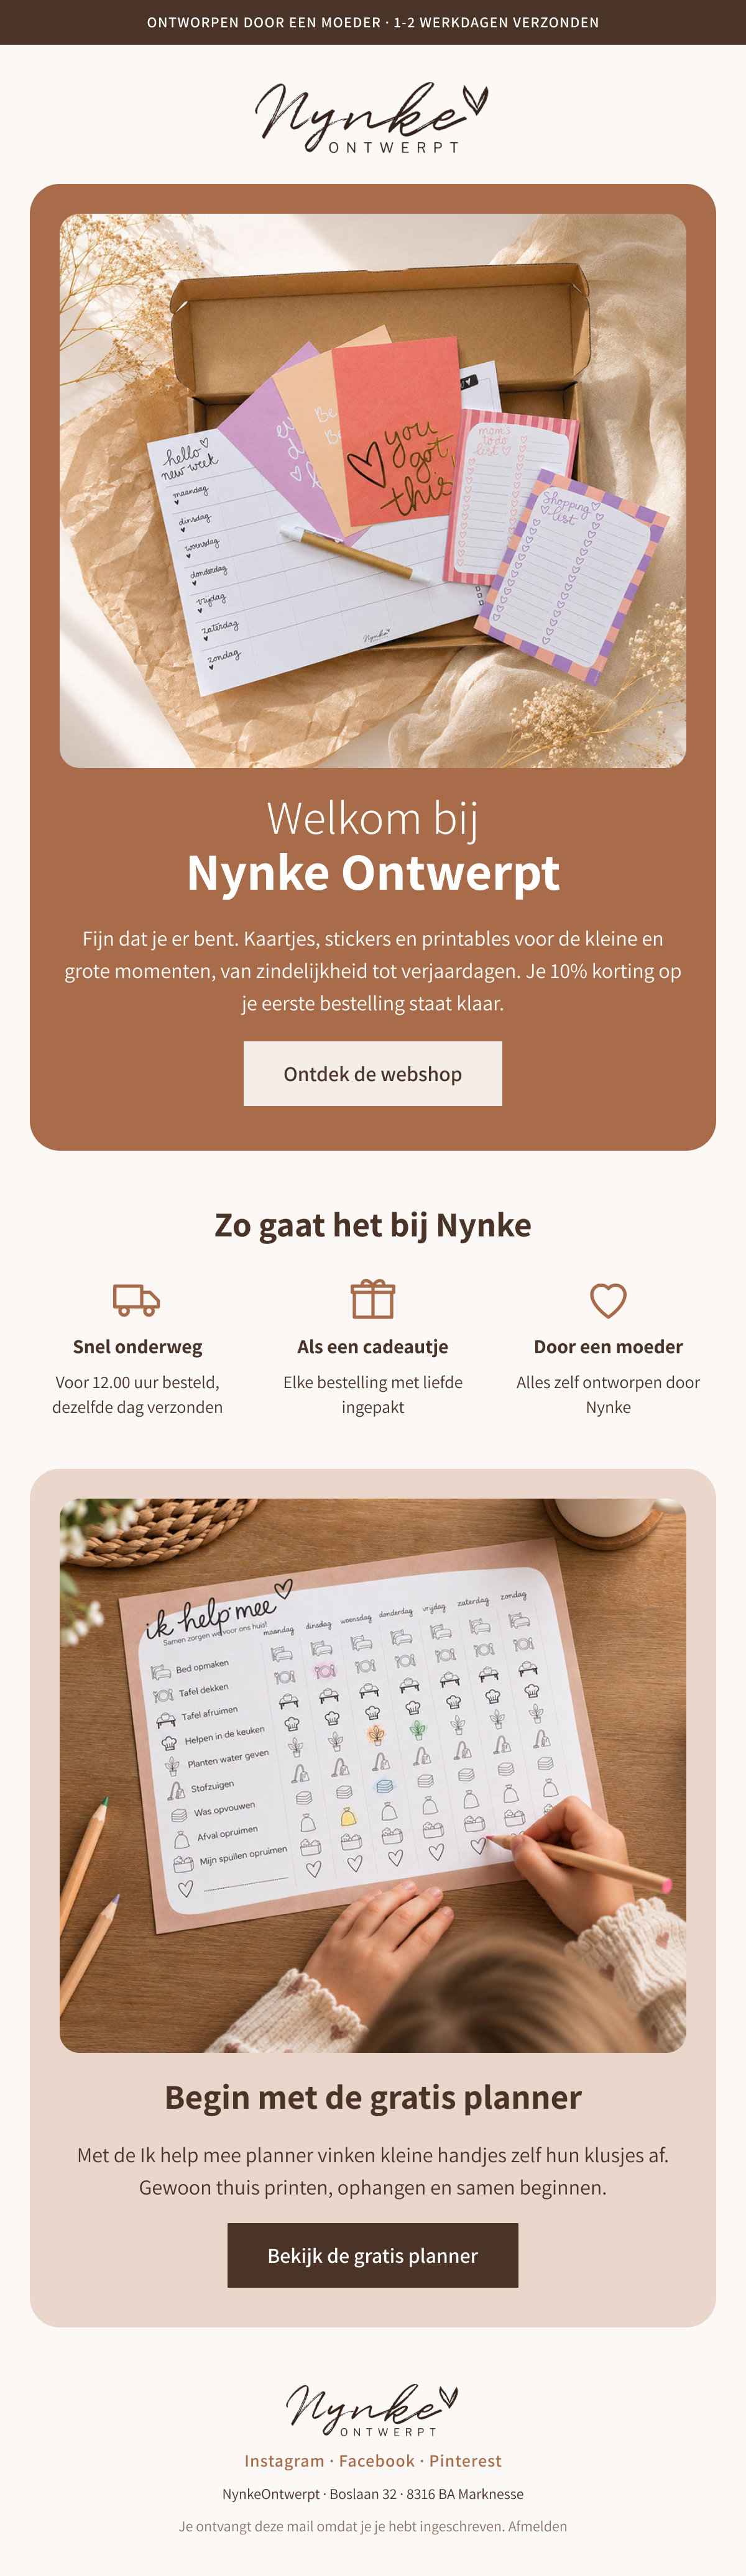 ONTWORPEN DOOR EEN MOEDER · 1-2 WERKDAGEN VERZONDEN
Nynke
ONTWERPT
hello
new week
maandag
dinsdag
woensdag
donderdag
vrijdag
zaterdag
zondag
Nynke
Be
you
got
this
mom's
to do
list
Shopping
list
Welkom bij
Nynke Ontwerpt
Fijn dat je er bent. Kaartjes, stickers en printables voor de kleine en
grote momenten, van zindelijkheid tot verjaardagen. Je 10% korting op
je eerste bestelling staat klaar.
Ontdek de webshop
Zo gaat het bij Nynke
Snel onderweg
Voor 12.00 uur besteld,
dezelfde dag verzonden
Als een cadeautje
Elke bestelling met liefde
ingepakt
Door een moeder
Alles zelf ontworpen door
Nynke
ik help mee
Samen zorgen we voor ons huis!
maandag dinsdag woensdag donderdag vrijdag zaterdag zondag
Bed opmaken
Tafel dekken
Tafel afruimen
Helpen in de keuken
Planten water geven
Stofzuigen
Was opvouwen
Afval opruimen
Mijn spullen opruimen
Begin met de gratis planner
Met de Ik help mee planner vinken kleine handjes zelf hun klusjes af.
Gewoon thuis printen, ophangen en samen beginnen.
Bekijk de gratis planner
Nynke
ONTWERPT
Instagram · Facebook · Pinterest
NynkeOntwerpt · Boslaan 32 · 8316 BA Marknesse
Je ontvangt deze mail omdat je je hebt ingeschreven. Afmelden